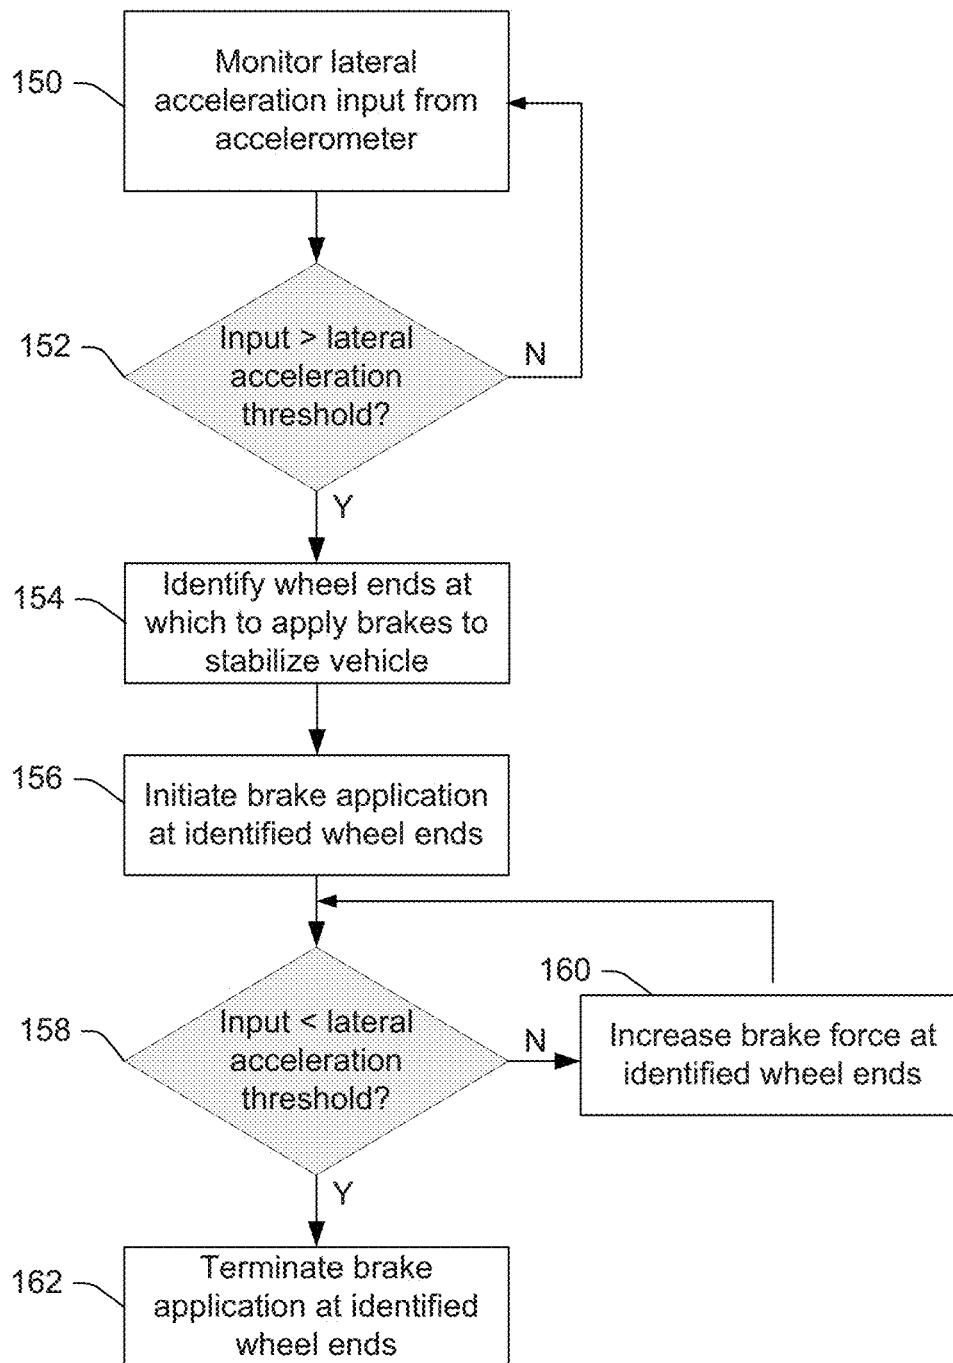 150
Monitor lateral
acceleration input from
accelerometer
152
Input > lateral
acceleration
threshold?
N
Y
154
Identify wheel ends at
which to apply brakes to
stabilize vehicle
156
Initiate brake application
at identified wheel ends
158
Input < lateral
acceleration
threshold?
N
160
Increase brake force at
identified wheel ends
Y
162
Terminate brake
application at identified
wheel ends